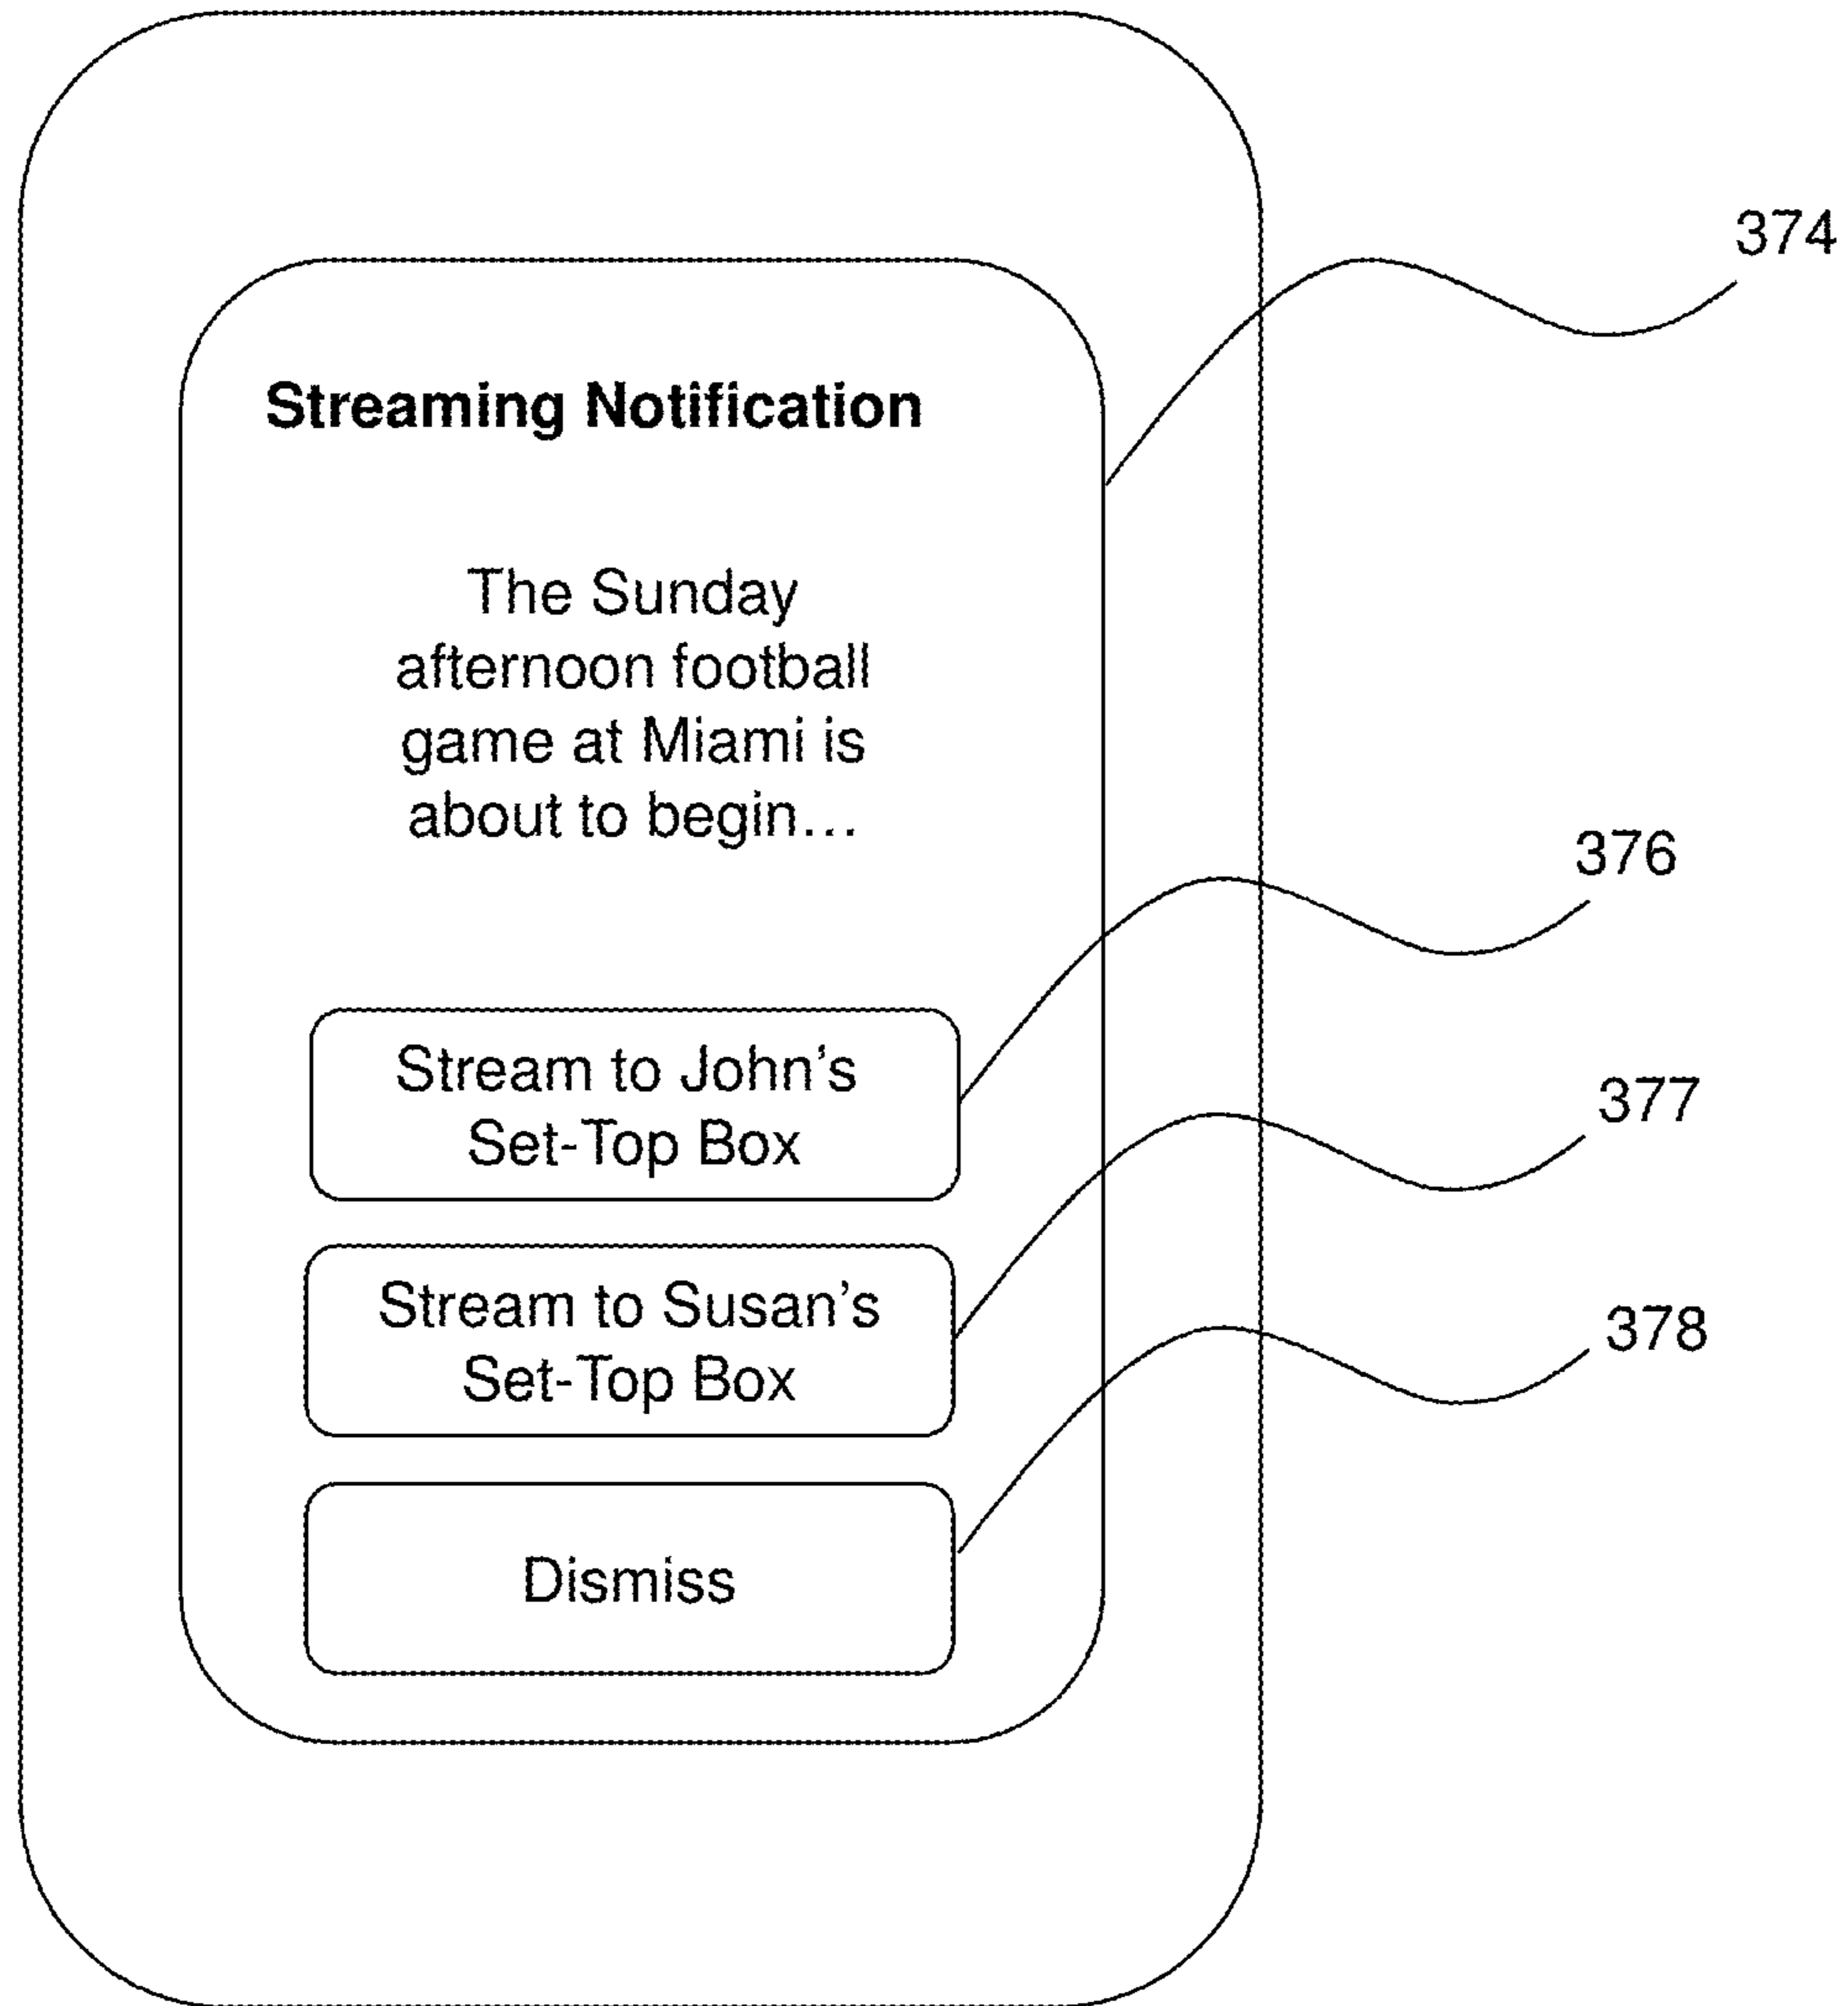 374
Streaming Notification
The Sunday
afternoon football
game at Miami is
about to begin...
376
Stream to John's
Set-Top Box
377
Stream to Susan's
Set-Top Box
378
Dismiss